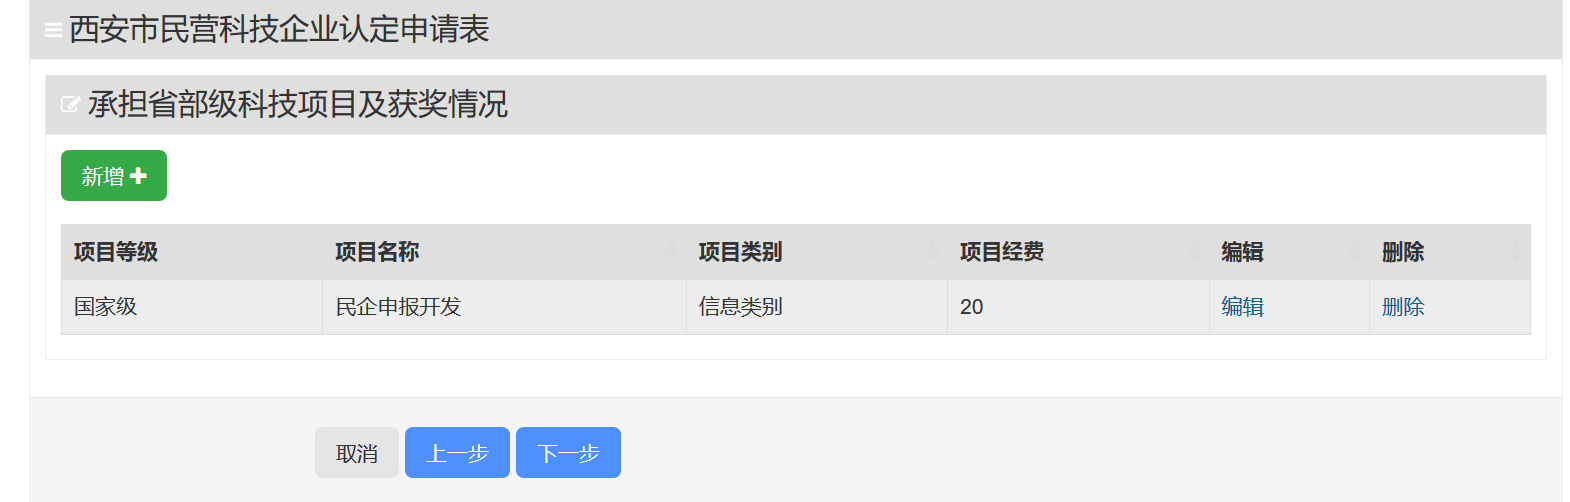 西安市民营科技企业认定申请表
承担省部级科技项目及获奖情况
新增
项目等级 项目名称 项目类别 项目经费 编辑 删除
国家级 民企申报开发 信息类别 20 编辑 删除
取消 上一步 下一步